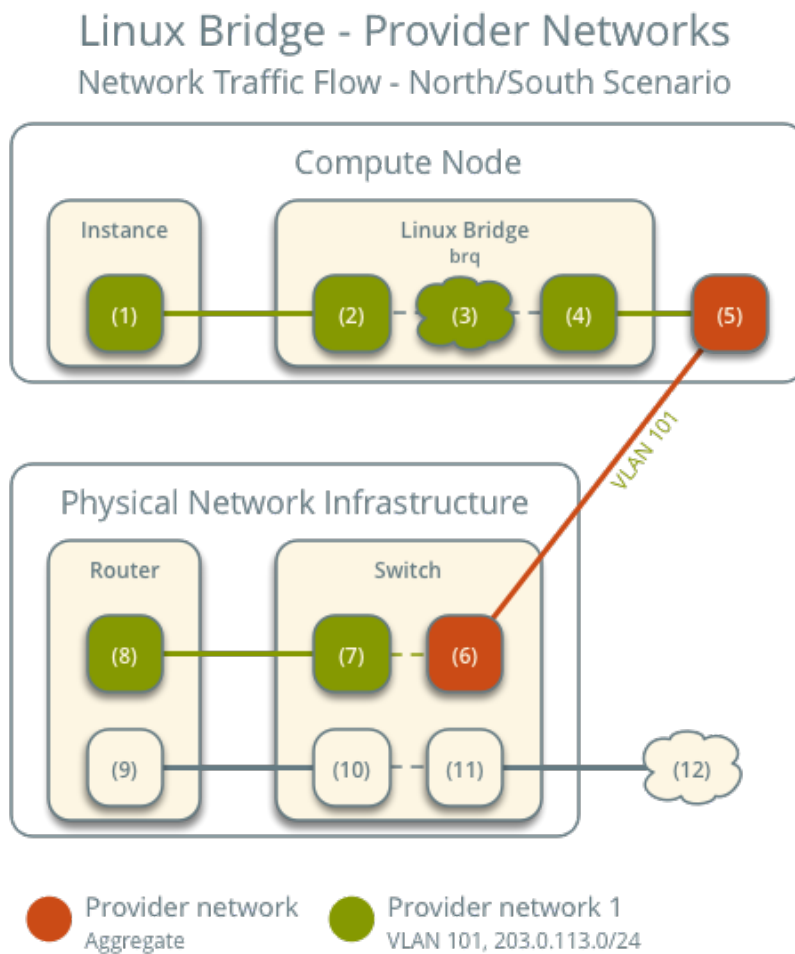 Linux Bridge - Provider Networks
Network Traffic Flow - North/South Scenario
Compute Node
Instance
Linux Bridge
brq
(1)
(2)
(3)
(4)
(5)
VLAN 101
Physical Network Infrastructure
Router
Switch
(8)
(7)
(6)
(9)
(10)
(11)
(12)
Provider network
Aggregate
Provider network 1
VLAN 101, 203.0.113.0/24